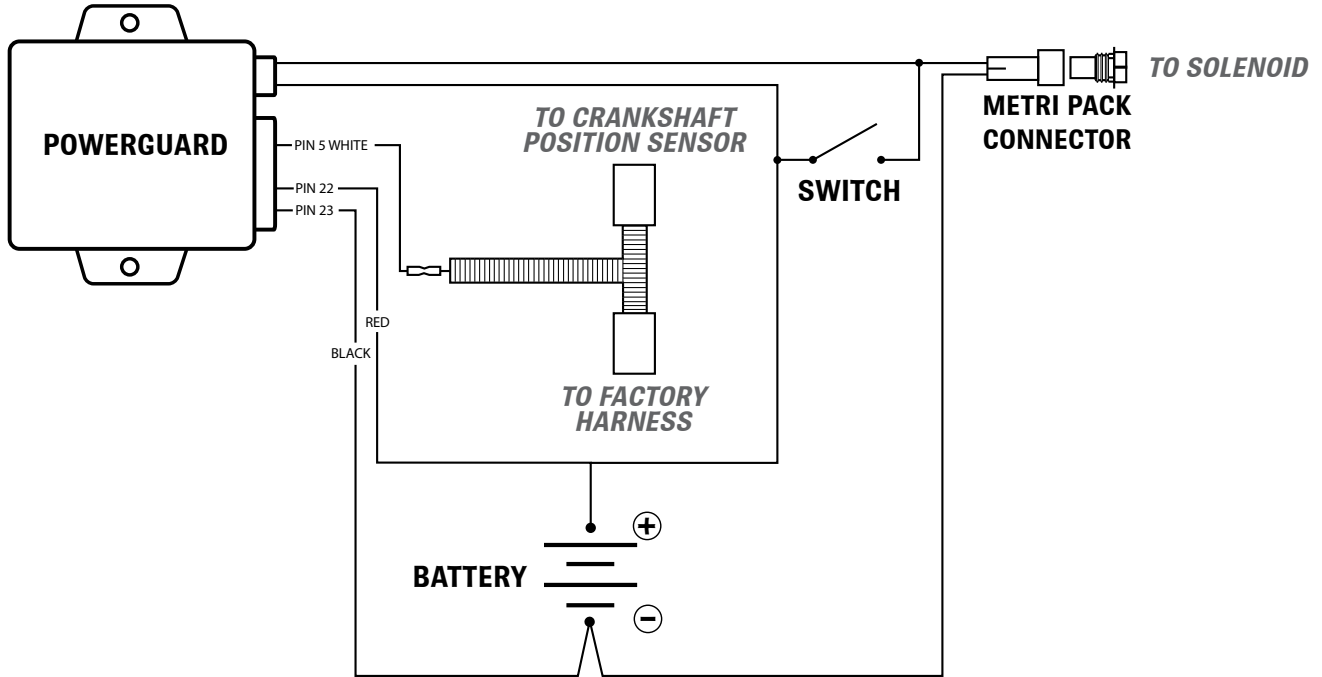 POWERGUARD
PIN 5 WHITE
PIN 22
PIN 23
RED
BLACK
TO CRANKSHAFT
POSITION SENSOR
TO FACTORY
HARNESS
SWITCH
METRI PACK
CONNECTOR
TO SOLENOID
BATTERY
+
−